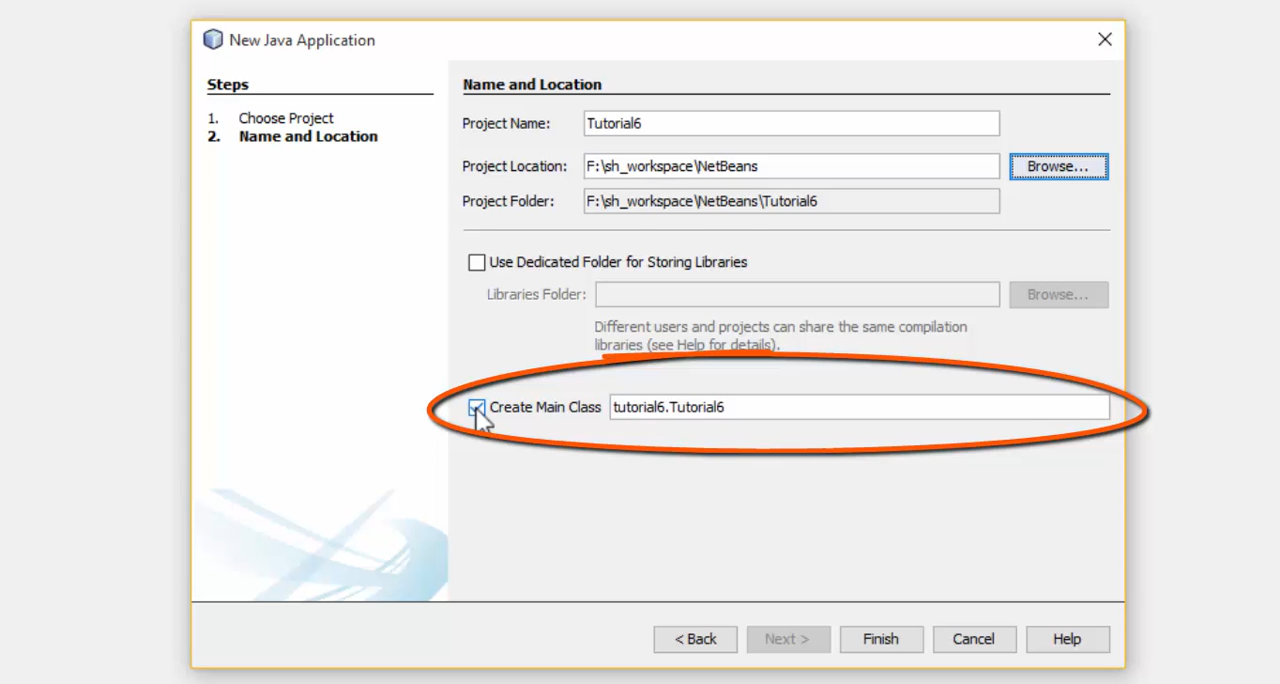 New Java Application
Steps
1. Choose Project
2. Name and Location
Name and Location
Project Name: Tutorial6
Project Location: F:\sh_workspace\NetBeans Browse...
Project Folder: F:\sh_workspace\NetBeans\Tutorial6
Use Dedicated Folder for Storing Libraries
Libraries Folder: Browse...
Different users and projects can share the same compilation
libraries (see Help for details).
Create Main Class tutorial6.Tutorial6
< Back Next > Finish Cancel Help